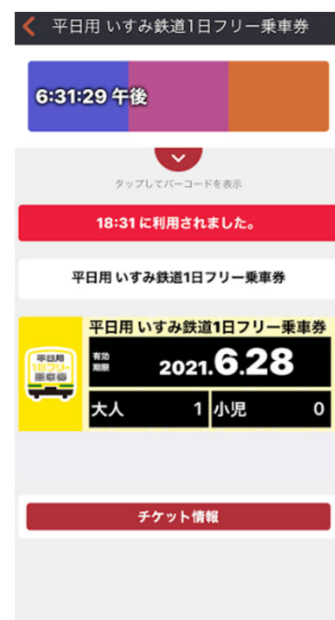 平日用 いすみ鉄道1日フリー乗車券
6:31:29 午後
タップしてバーコードを表示
18:31 に利用されました。
平日用 いすみ鉄道1日フリー乗車券
平日用 いすみ鉄道1日フリー乗車券
平日用
1日フリー
乗車券
有効
期限
2021.6.28
大人 1 小児 0
チケット情報